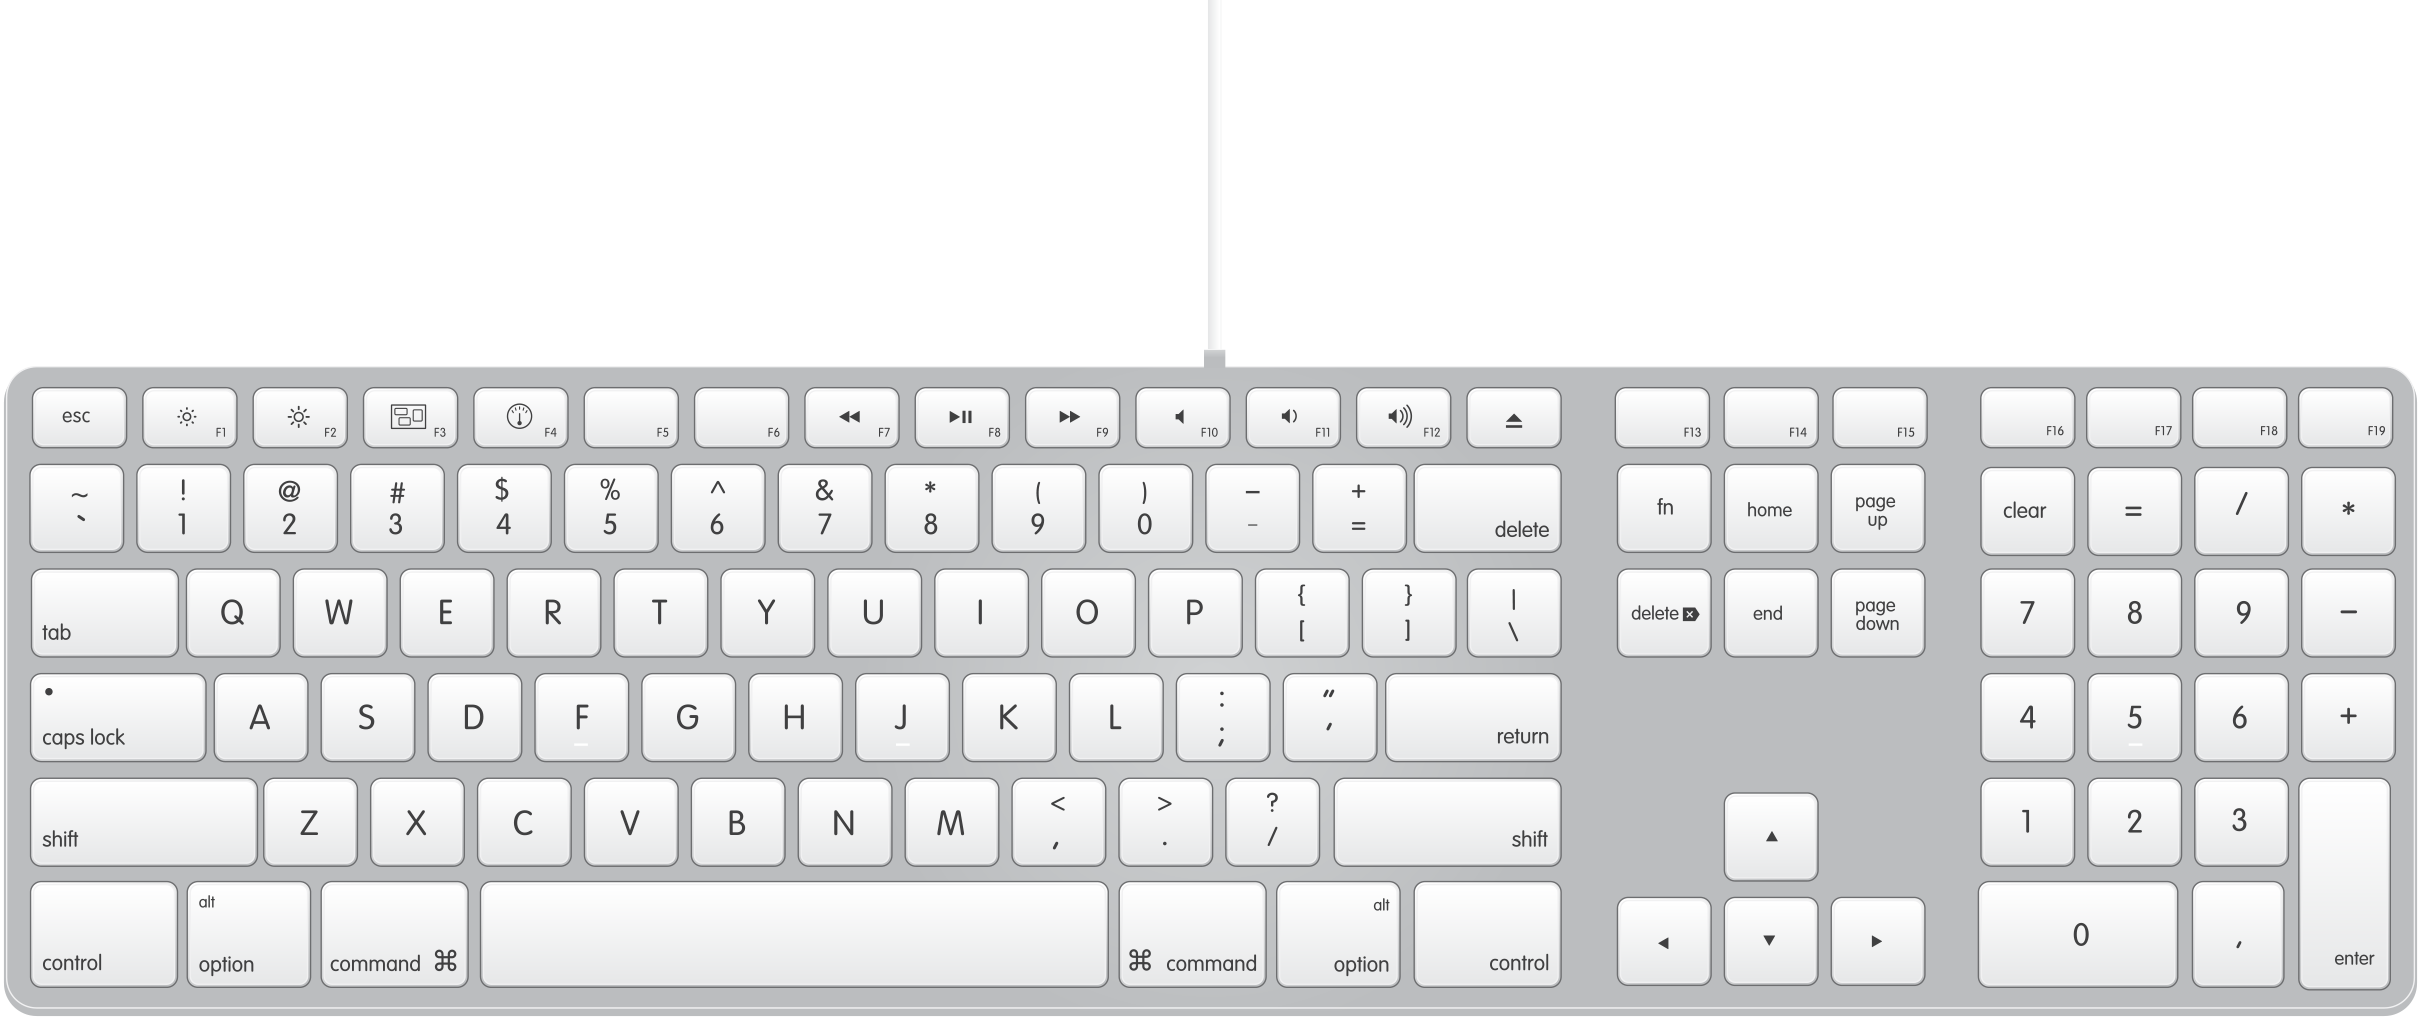 esc F1 F2 F3 F4 F5 F6 F7 F8 F9 F10 F11 F12 F13 F14 F15 F16 F17 F18 F19
~ ! @ # $ % ^ & * ( ) – +
` 1 2 3 4 5 6 7 8 9 0 - = delete fn home page up clear = / *
tab Q W E R T Y U I O P { } | delete end page down 7 8 9 –
[ ] \
caps lock A S D F G H J K L : ; " ' return 4 5 6 +
shift Z X C V B N M < > ? shift 1 2 3
, . /
alt alt
control option command ⌘ ⌘ command option control 0 , enter